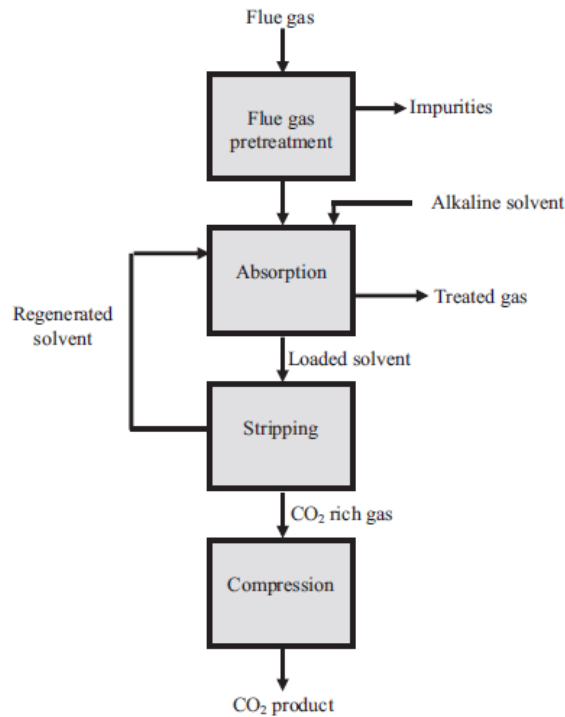 Flue gas
Flue gas
pretreatment
Impurities
Alkaline solvent
Absorption
Treated gas
Regenerated
solvent
Loaded solvent
Stripping
CO₂ rich gas
Compression
CO₂ product